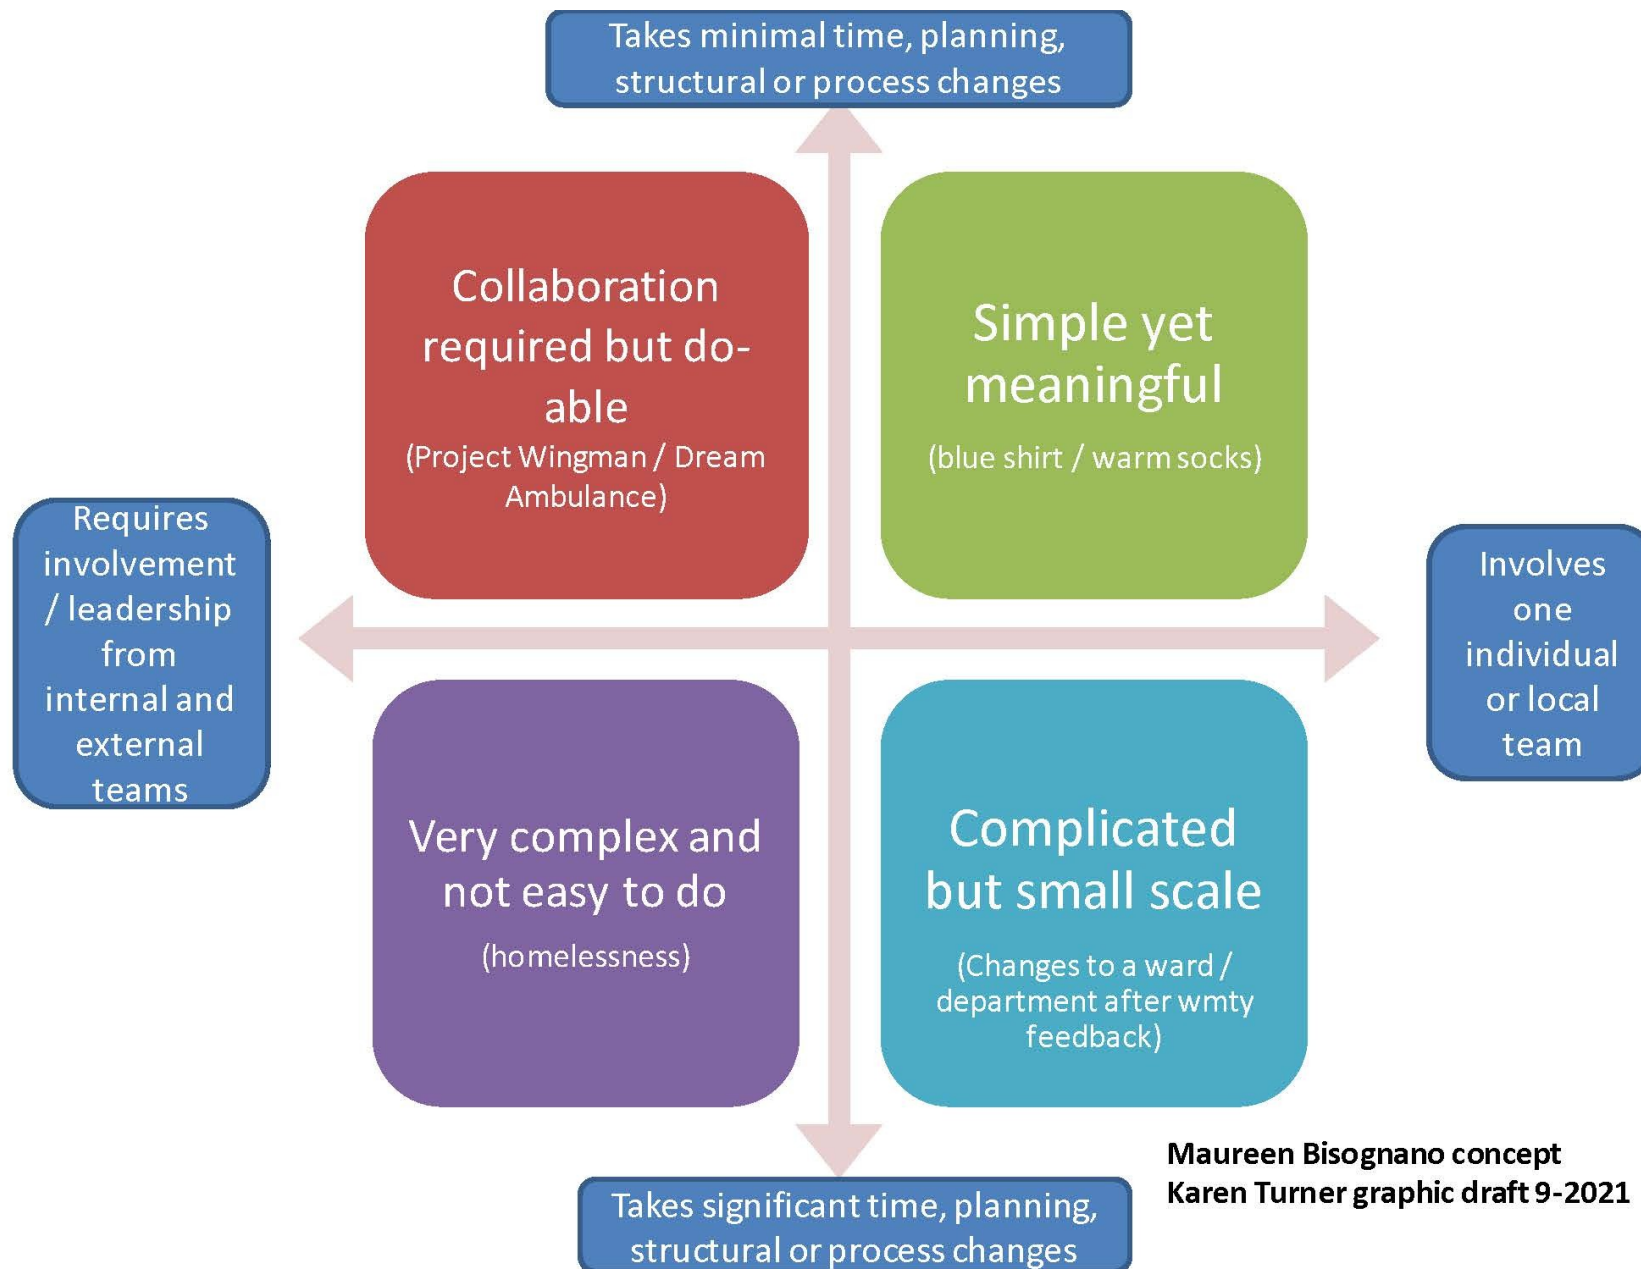 Takes minimal time, planning,
structural or process changes
Collaboration
required but do-
able
(Project Wingman / Dream
Ambulance)
Simple yet
meaningful
(blue shirt / warm socks)
Requires
involvement
/ leadership
from
internal and
external
teams
Involves
one
individual
or local
team
Very complex and
not easy to do
(homelessness)
Complicated
but small scale
(Changes to a ward /
department after wmty
feedback)
Maureen Bisognano concept
Karen Turner graphic draft 9-2021
Takes significant time, planning,
structural or process changes